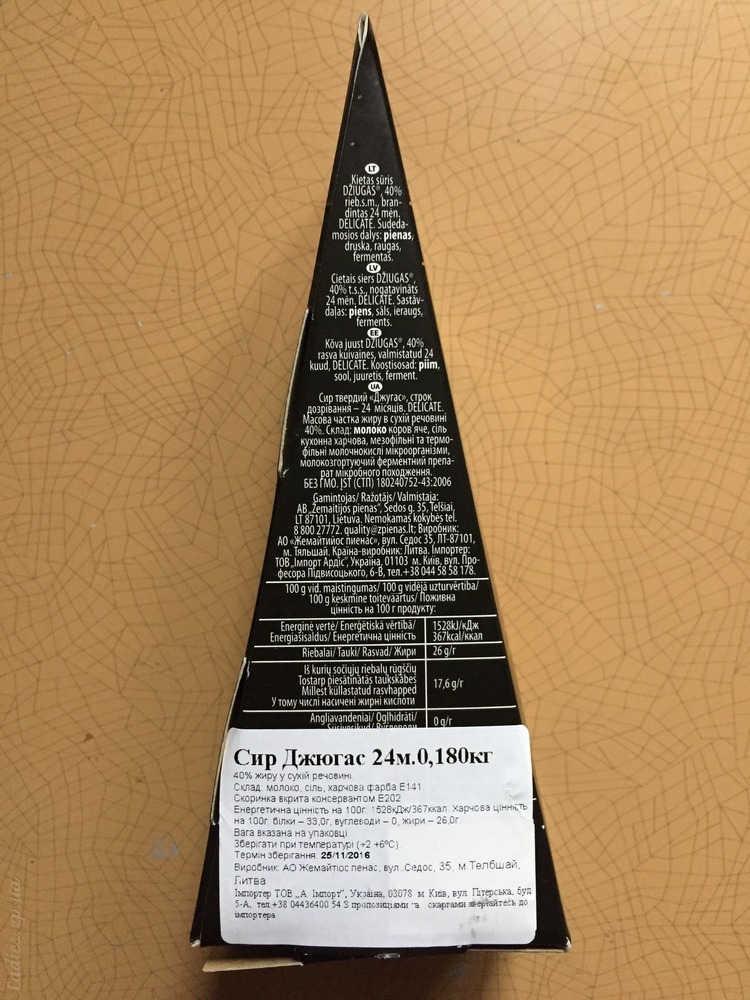 LT
Kietas sūris
DŽIUGAS®, 40%
rieb.s.m., bran-
dintas 24 mėn.
DELICATE. Sudeda-
mosios dalys: pienas,
druska, raugas,
fermentas.
LV
Cietais siers DŽIUGAS®,
40% t.s.s., nogatavināts
24 mēn. DELICATE. Sastāv-
daļas: piens, sāls, ieraugs,
ferments.
EE
Kõva juust DŽIUGAS®, 40%
rasva kuivaines, valmistatud 24
kuud, DELICATE. Koostisosad: piim,
sool, juuretis, ferment.
UA
Сир твердий «Джугас», строк
дозрівання – 24 місяців. DELICATE.
Масова частка жиру в сухій речовині
40%. Склад: молоко коров'яче, сіль
кухонна харчова, мезофільні та термо-
фільні молочнокислі мікроорганізми,
молокозгортуючий ферментний препа-
рат мікробного походження.
БЕЗ ГМО. ĮST (СТП) 180240752-43:2006
Gamintojas/ Ražotājs/ Valmistaja:
AB „Žemaitijos pienas", Sedos g. 35, Telšiai,
LT 87101, Lietuva. Nemokamas kokybės tel.
8 800 27772. quality@zpienas.lt; Виробник:
АО «Жемайтийос пиенас», вул. Седос 35, ЛТ-87101,
м. Тяльшай. Країна-виробник: Литва. Імпортер:
ТОВ „Імпорт Ардіс", Україна, 01103 м. Київ, вул. Про-
фесора Підвисоцького, 6-В, тел.+38 044 58 58 178.
100 g vid. maistingumas/ 100 g vidējā uzturvērtība/
100 g keskmine toiteväärtus/ Поживна
цінність на 100 г продукту:
Energinė vertė/ Enerģētiskā vērtība/ 1528kJ/кДж
Energiasisaldus/ Енергетична цінність 367kcal/ккал
Riebalai/ Tauki/ Rasvad/ Жири 26 g/г
Iš kurių sočiųjų riebalų rūgščių
Tostarp piesātinātās taukskābes 17,6 g/г
Millest küllastatud rasvhapped
У тому числі насичені жирні кислоти
Angliavandeniai/ Ogļhidrāti/ 0 g/г
Süsivesikud/ Вуглеводи
Сир Джюгас 24м.0,180кг
40% жиру у сухій речовині.
Склад: молоко, сіль, харчова фарба Е141.
Скоринка вкрита консервантом Е202
Енергетична цінність на 100г. 1528кДж/367ккал. Харчова цінність
на 100г. білки – 33,0г, вуглеводи – 0, жири – 26,0г
Вага вказана на упаковці
Зберігати при температурі (+2 +6ºС)
Термін зберігання 25/11/2016
Виробник: АО Жемайтіюс пенас, вул. Седос, 35, м Телбшай,
Литва
Імпортер ТОВ „А. Імпорт", Україна, 03078 м. Київ, вул. Пітерська, буд
5-А, тел.+38 04436400 54 З пропозиціями та скаргами звертайтесь до
імпортера